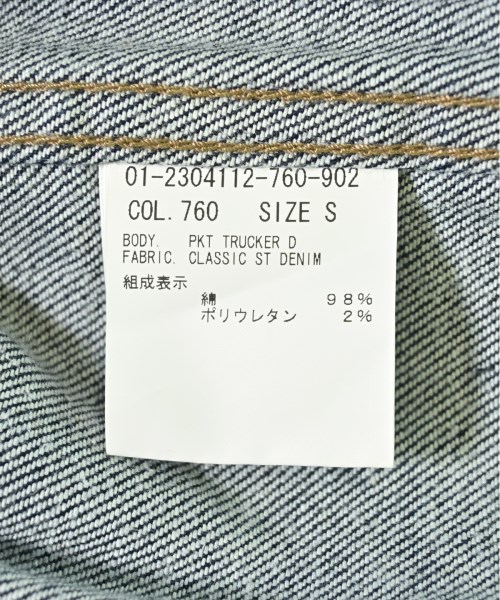 01-2304112-760-902
COL. 760 SIZE S
BODY. PKT TRUCKER D
FABRIC. CLASSIC ST DENIM
組成表示
綿 98%
ポリウレタン 2%